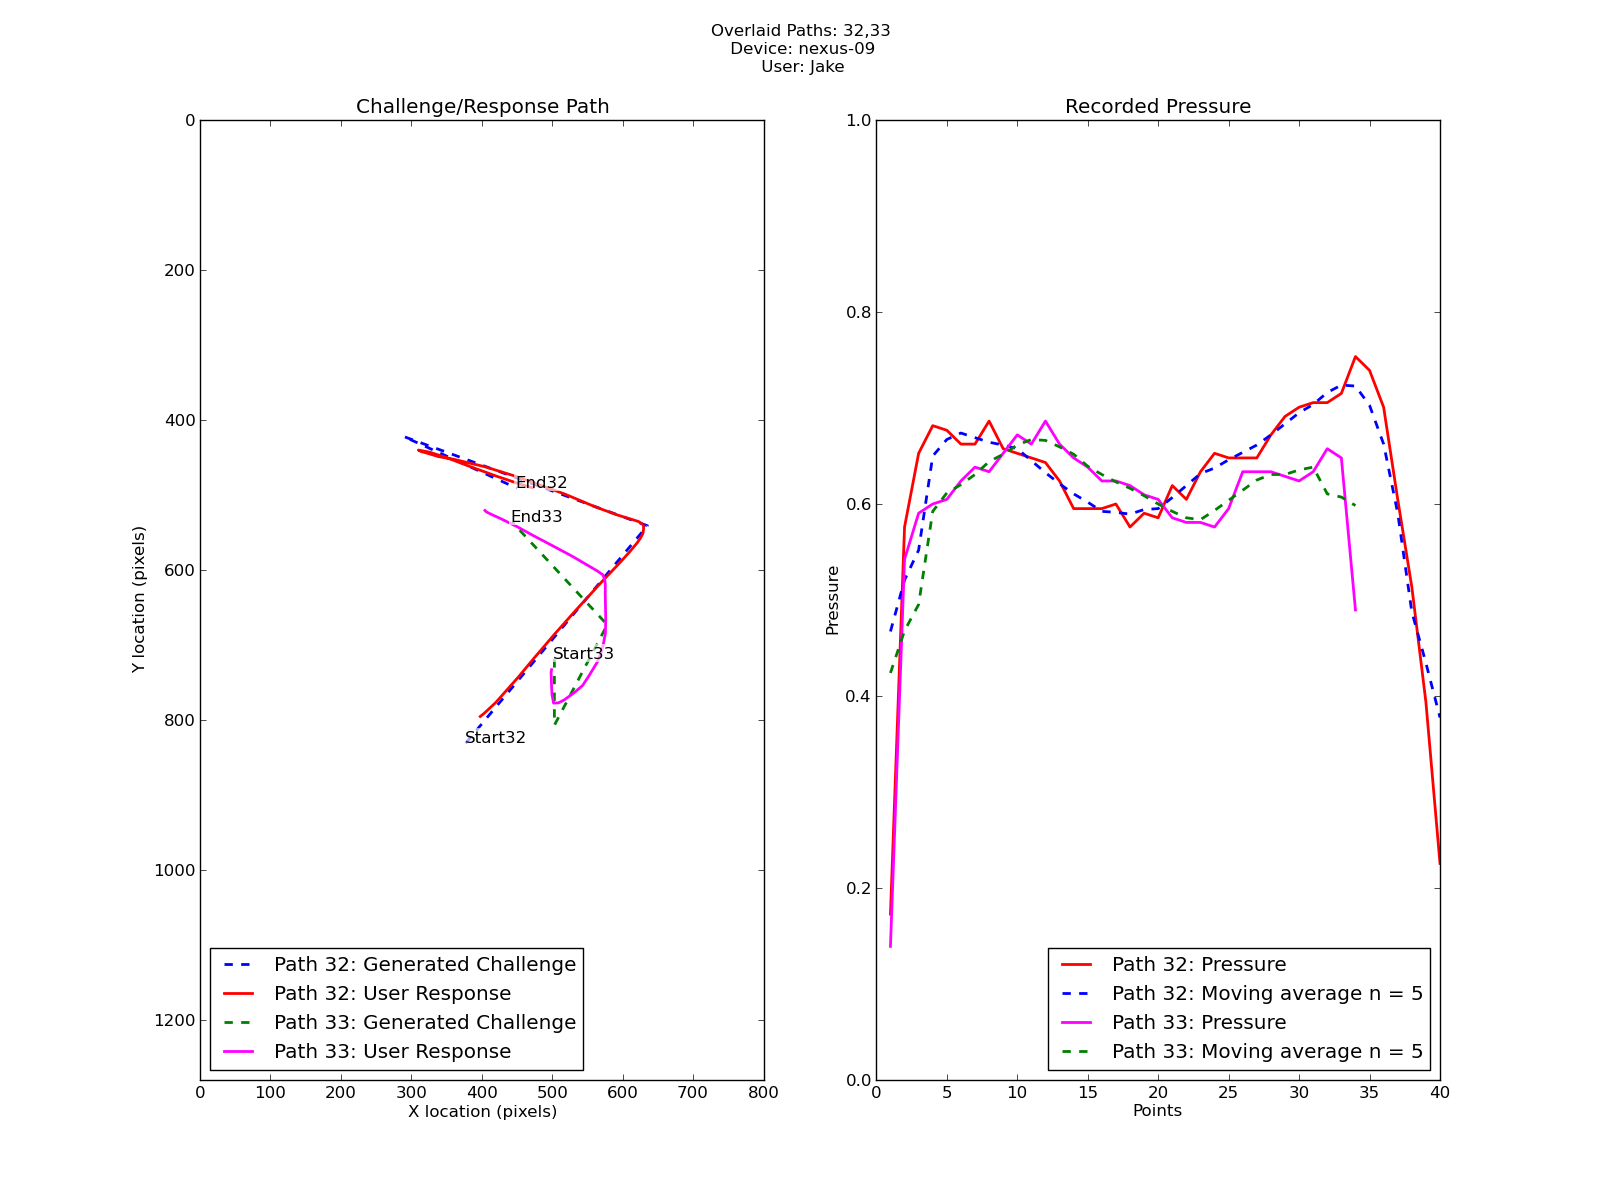 Overlaid Paths: 32,33
Device: nexus-09
User: Jake
Challenge/Response Path
0
200
400
600
800
1000
1200
Y location (pixels)
End32
End33
Start33
Start32
Path 32: Generated Challenge
Path 32: User Response
Path 33: Generated Challenge
Path 33: User Response
0 100 200 300 400 500 600 700 800
X location (pixels)
Recorded Pressure
1.0
0.8
0.6
0.4
0.2
0.0
Pressure
Path 32: Pressure
Path 32: Moving average n = 5
Path 33: Pressure
Path 33: Moving average n = 5
0 5 10 15 20 25 30 35 40
Points